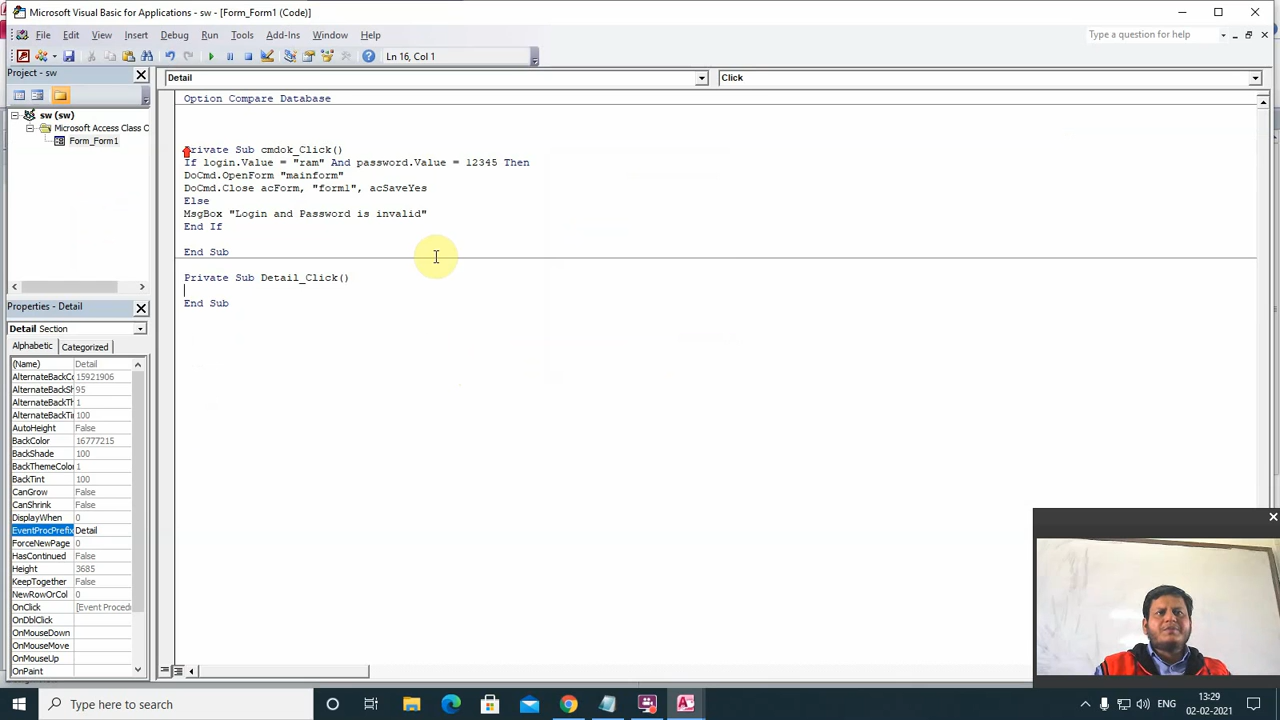 Microsoft Visual Basic for Applications - sw - [Form_Form1 (Code)]
File Edit View Insert Debug Run Tools Add-Ins Window Help
Type a question for help
Ln 16, Col 1
Project - sw
Detail
Click
sw (sw)
Microsoft Access Class C
Form_Form1
Option Compare Database
Private Sub cmdok_Click()
If login.Value = "ram" And password.Value = 12345 Then
DoCmd.OpenForm "mainform"
DoCmd.Close acForm, "form1", acSaveYes
Else
MsgBox "Login and Password is invalid"
End If
End Sub
Private Sub Detail_Click()
End Sub
Properties - Detail
Detail Section
Alphabetic Categorized
(Name) Detail
AlternateBackCo 15921906
AlternateBackSh 95
AlternateBackTh 1
AlternateBackTin 100
AutoHeight False
BackColor 16777215
BackShade 100
BackThemeColor 1
BackTint 100
CanGrow False
CanShrink False
DisplayWhen 0
EventProcPrefix Detail
ForceNewPage 0
HasContinued False
Height 3685
KeepTogether False
NewRowOrCol 0
OnClick [Event Procedu
OnDblClick
OnMouseDown
OnMouseMove
OnMouseUp
OnPaint
Type here to search
ENG
13:29
02-02-2021